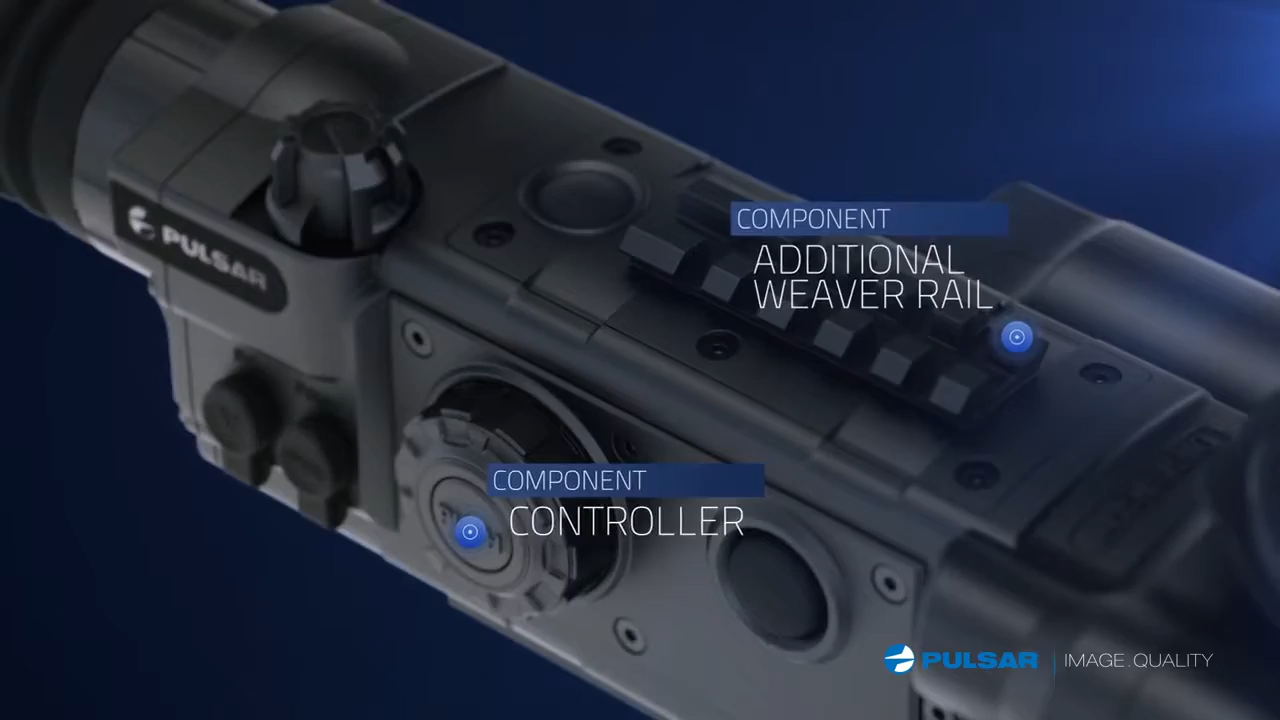 PULSAR
COMPONENT
ADDITIONAL
WEAVER RAIL
COMPONENT
CONTROLLER
PULSAR | IMAGE.QUALITY